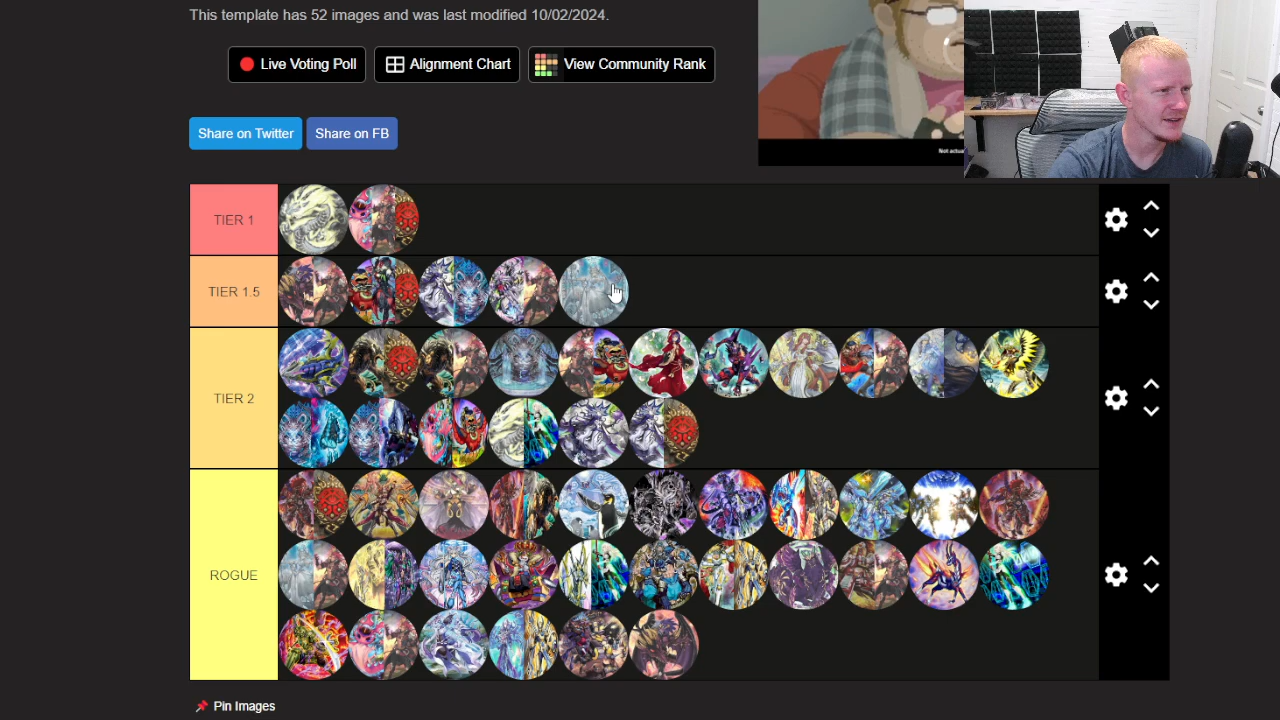 This template has 52 images and was last modified 10/02/2024.
Live Voting Poll
Alignment Chart
View Community Rank
Share on Twitter
Share on FB
TIER 1
TIER 1.5
TIER 2
ROGUE
Pin Images